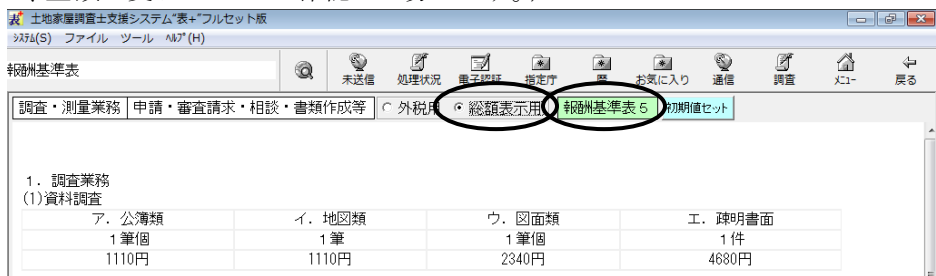 土地家屋調査士支援システム“表+”フルセット版
ｼｽﾃﾑ(S) ファイル ツール ﾍﾙﾌﾟ(H)
報酬基準表 未送信 処理状況 電子認証 指定庁 暦 お気に入り 通信 調査 ﾒﾆｭｰ 戻る
調査・測量業務 申請・審査請求・相談・書類作成等 外税用 総額表示用 報酬基準表５ 初期値セット
１．調査業務
(1)資料調査
ア．公簿類 イ．地図類 ウ．図面類 エ．疎明書面
１筆個 １筆 １筆個 １件
1110円 1110円 2340円 4680円